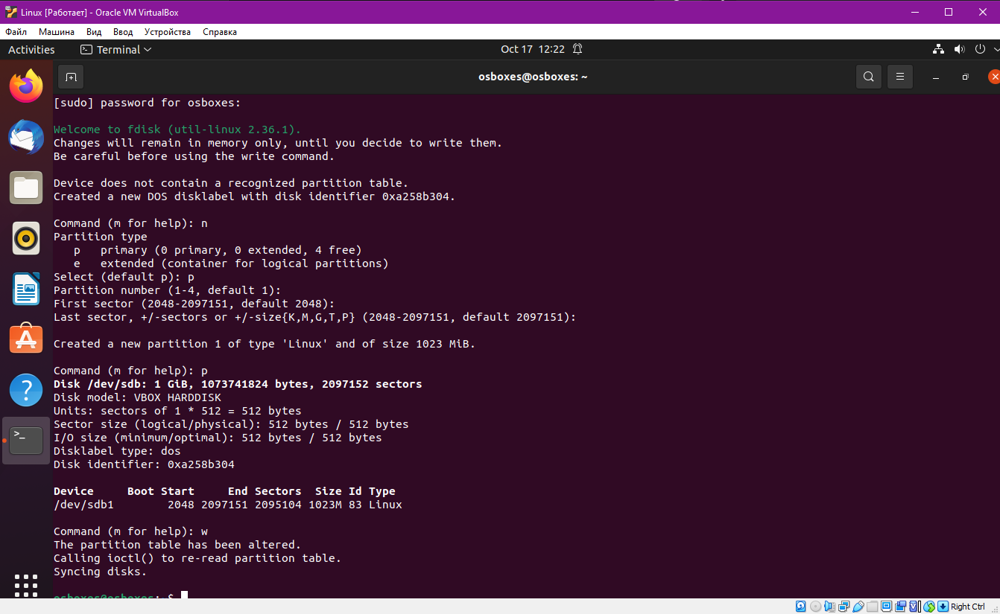 Linux [Работает] - Oracle VM VirtualBox
Файл Машина Вид Ввод Устройства Справка
Activities Terminal Oct 17 12:22
osboxes@osboxes: ~
[sudo] password for osboxes:
Welcome to fdisk (util-linux 2.36.1).
Changes will remain in memory only, until you decide to write them.
Be careful before using the write command.
Device does not contain a recognized partition table.
Created a new DOS disklabel with disk identifier 0xa258b304.
Command (m for help): n
Partition type
p primary (0 primary, 0 extended, 4 free)
e extended (container for logical partitions)
Select (default p): p
Partition number (1-4, default 1):
First sector (2048-2097151, default 2048):
Last sector, +/-sectors or +/-size{K,M,G,T,P} (2048-2097151, default 2097151):
Created a new partition 1 of type 'Linux' and of size 1023 MiB.
Command (m for help): p
Disk /dev/sdb: 1 GiB, 1073741824 bytes, 2097152 sectors
Disk model: VBOX HARDDISK
Units: sectors of 1 * 512 = 512 bytes
Sector size (logical/physical): 512 bytes / 512 bytes
I/O size (minimum/optimal): 512 bytes / 512 bytes
Disklabel type: dos
Disk identifier: 0xa258b304
Device Boot Start End Sectors Size Id Type
/dev/sdb1 2048 2097151 2095104 1023M 83 Linux
Command (m for help): w
The partition table has been altered.
Calling ioctl() to re-read partition table.
Syncing disks.
osboxes@osboxes:~$
Right Ctrl